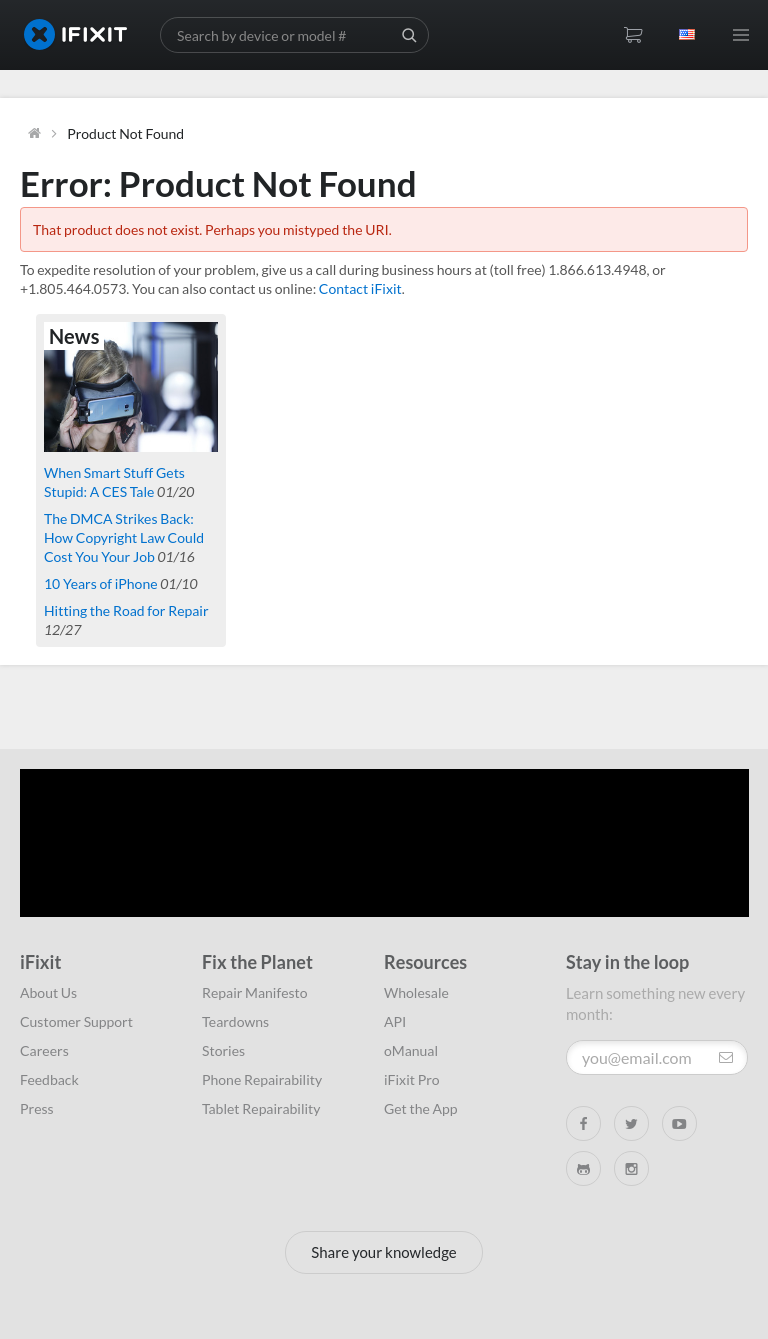 IFIXIT
Search by device or model #
Product Not Found
Error: Product Not Found
That product does not exist. Perhaps you mistyped the URI.
To expedite resolution of your problem, give us a call during business hours at (toll free) 1.866.613.4948, or
+1.805.464.0573. You can also contact us online: Contact iFixit.
News
When Smart Stuff Gets
Stupid: A CES Tale 01/20
The DMCA Strikes Back:
How Copyright Law Could
Cost You Your Job 01/16
10 Years of iPhone 01/10
Hitting the Road for Repair
12/27
iFixit
About Us
Customer Support
Careers
Feedback
Press
Fix the Planet
Repair Manifesto
Teardowns
Stories
Phone Repairability
Tablet Repairability
Resources
Wholesale
API
oManual
iFixit Pro
Get the App
Stay in the loop
Learn something new every
month:
you@email.com
Share your knowledge